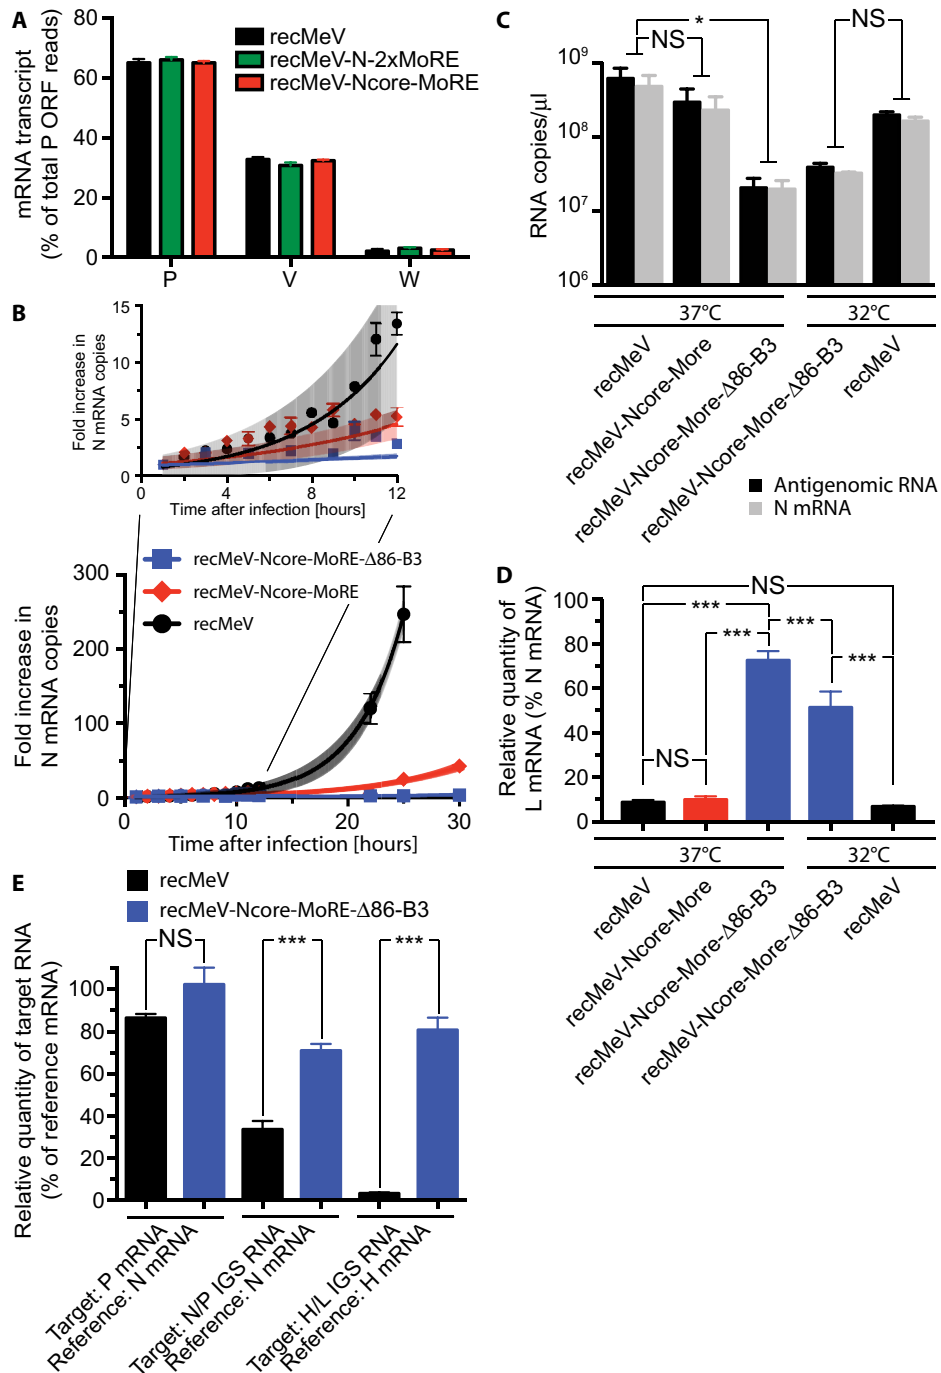 A
mRNA transcript
(% of total P ORF reads)
80
60
40
20
0
P
V
W
recMeV
recMeV-N-2xMoRE
recMeV-Ncore-MoRE
B
Fold increase in
N mRNA copies
15
10
5
0
0
4
8
12
Time after infection [hours]
recMeV-Ncore-MoRE-Δ86-B3
recMeV-Ncore-MoRE
recMeV
Fold increase in
N mRNA copies
300
200
100
0
0
10
20
30
Time after infection [hours]
C
*
NS
NS
RNA copies/µl
10⁹
10⁸
10⁷
10⁶
37°C
32°C
recMeV
recMeV-Ncore-More
recMeV-Ncore-More-Δ86-B3
recMeV-Ncore-More-Δ86-B3
recMeV
Antigenomic RNA
N mRNA
D
NS
***
***
***
***
NS
Relative quantity of
L mRNA (% N mRNA)
100
80
60
40
20
0
37°C
32°C
recMeV
recMeV-Ncore-More
recMeV-Ncore-More-Δ86-B3
recMeV-Ncore-More-Δ86-B3
recMeV
E
recMeV
recMeV-Ncore-MoRE-Δ86-B3
NS
***
***
Relative quantity of target RNA
(% of reference mRNA)
100
80
60
40
20
0
Target: P mRNA
Reference: N mRNA
Target: N/P IGS RNA
Reference: N mRNA
Target: H/L IGS RNA
Reference: H mRNA